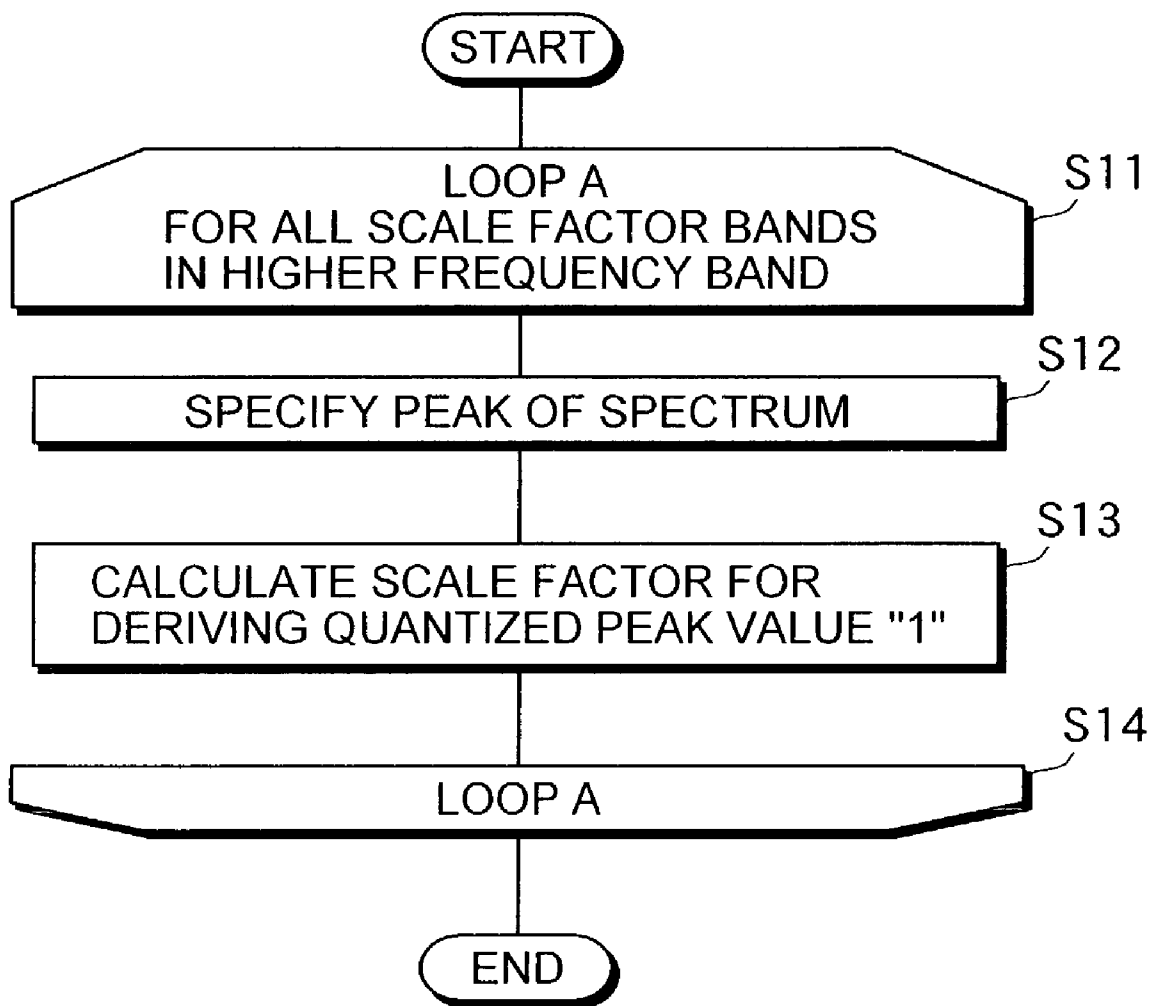 START
LOOP A
FOR ALL SCALE FACTOR BANDS
IN HIGHER FREQUENCY BAND
S11
SPECIFY PEAK OF SPECTRUM
S12
CALCULATE SCALE FACTOR FOR
DERIVING QUANTIZED PEAK VALUE "1"
S13
LOOP A
S14
END